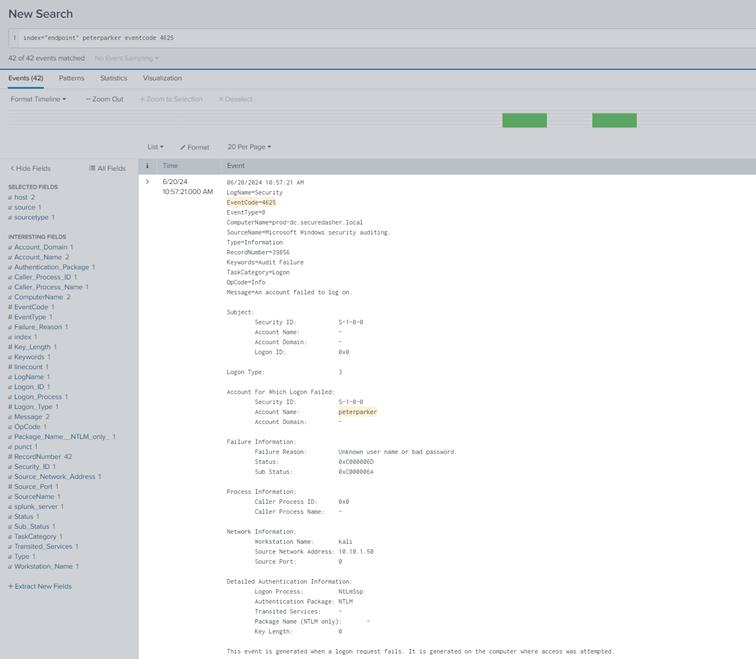 New Search
1 index="endpoint" peterparker eventcode 4625
42 of 42 events matched No Event Sampling
Events (42) Patterns Statistics Visualization
Format Timeline − Zoom Out + Zoom to Selection × Deselect
List Format 20 Per Page
< Hide Fields All Fields
SELECTED FIELDS
a host 2
a source 1
a sourcetype 1
INTERESTING FIELDS
a Account_Domain 1
a Account_Name 2
a Authentication_Package 1
a Caller_Process_ID 1
a Caller_Process_Name 1
a ComputerName 2
# EventCode 1
# EventType 1
a Failure_Reason 1
a index 1
# Key_Length 1
a Keywords 1
# linecount 1
a LogName 1
a Logon_ID 1
a Logon_Process 1
# Logon_Type 1
a Message 2
a OpCode 1
a Package_Name__NTLM_only_ 1
a punct 1
# RecordNumber 42
a Security_ID 1
a Source_Network_Address 1
# Source_Port 1
a SourceName 1
a splunk_server 1
a Status 1
a Sub_Status 1
a TaskCategory 1
a Transited_Services 1
a Type 1
a Workstation_Name 1
+ Extract New Fields
i Time Event
> 6/20/24
10:57:21.000 AM
06/20/2024 10:57:21 AM
LogName=Security
EventCode=4625
EventType=0
ComputerName=prod-dc.securedasher.local
SourceName=Microsoft Windows security auditing.
Type=Information
RecordNumber=39856
Keywords=Audit Failure
TaskCategory=Logon
OpCode=Info
Message=An account failed to log on.
Subject:
Security ID: S-1-0-0
Account Name: -
Account Domain: -
Logon ID: 0x0
Logon Type: 3
Account For Which Logon Failed:
Security ID: S-1-0-0
Account Name: peterparker
Account Domain: -
Failure Information:
Failure Reason: Unknown user name or bad password.
Status: 0xC000006D
Sub Status: 0xC000006A
Process Information:
Caller Process ID: 0x0
Caller Process Name: -
Network Information:
Workstation Name: kali
Source Network Address: 10.10.1.50
Source Port: 0
Detailed Authentication Information:
Logon Process: NtLmSsp
Authentication Package: NTLM
Transited Services: -
Package Name (NTLM only): -
Key Length: 0
This event is generated when a logon request fails. It is generated on the computer where access was attempted.